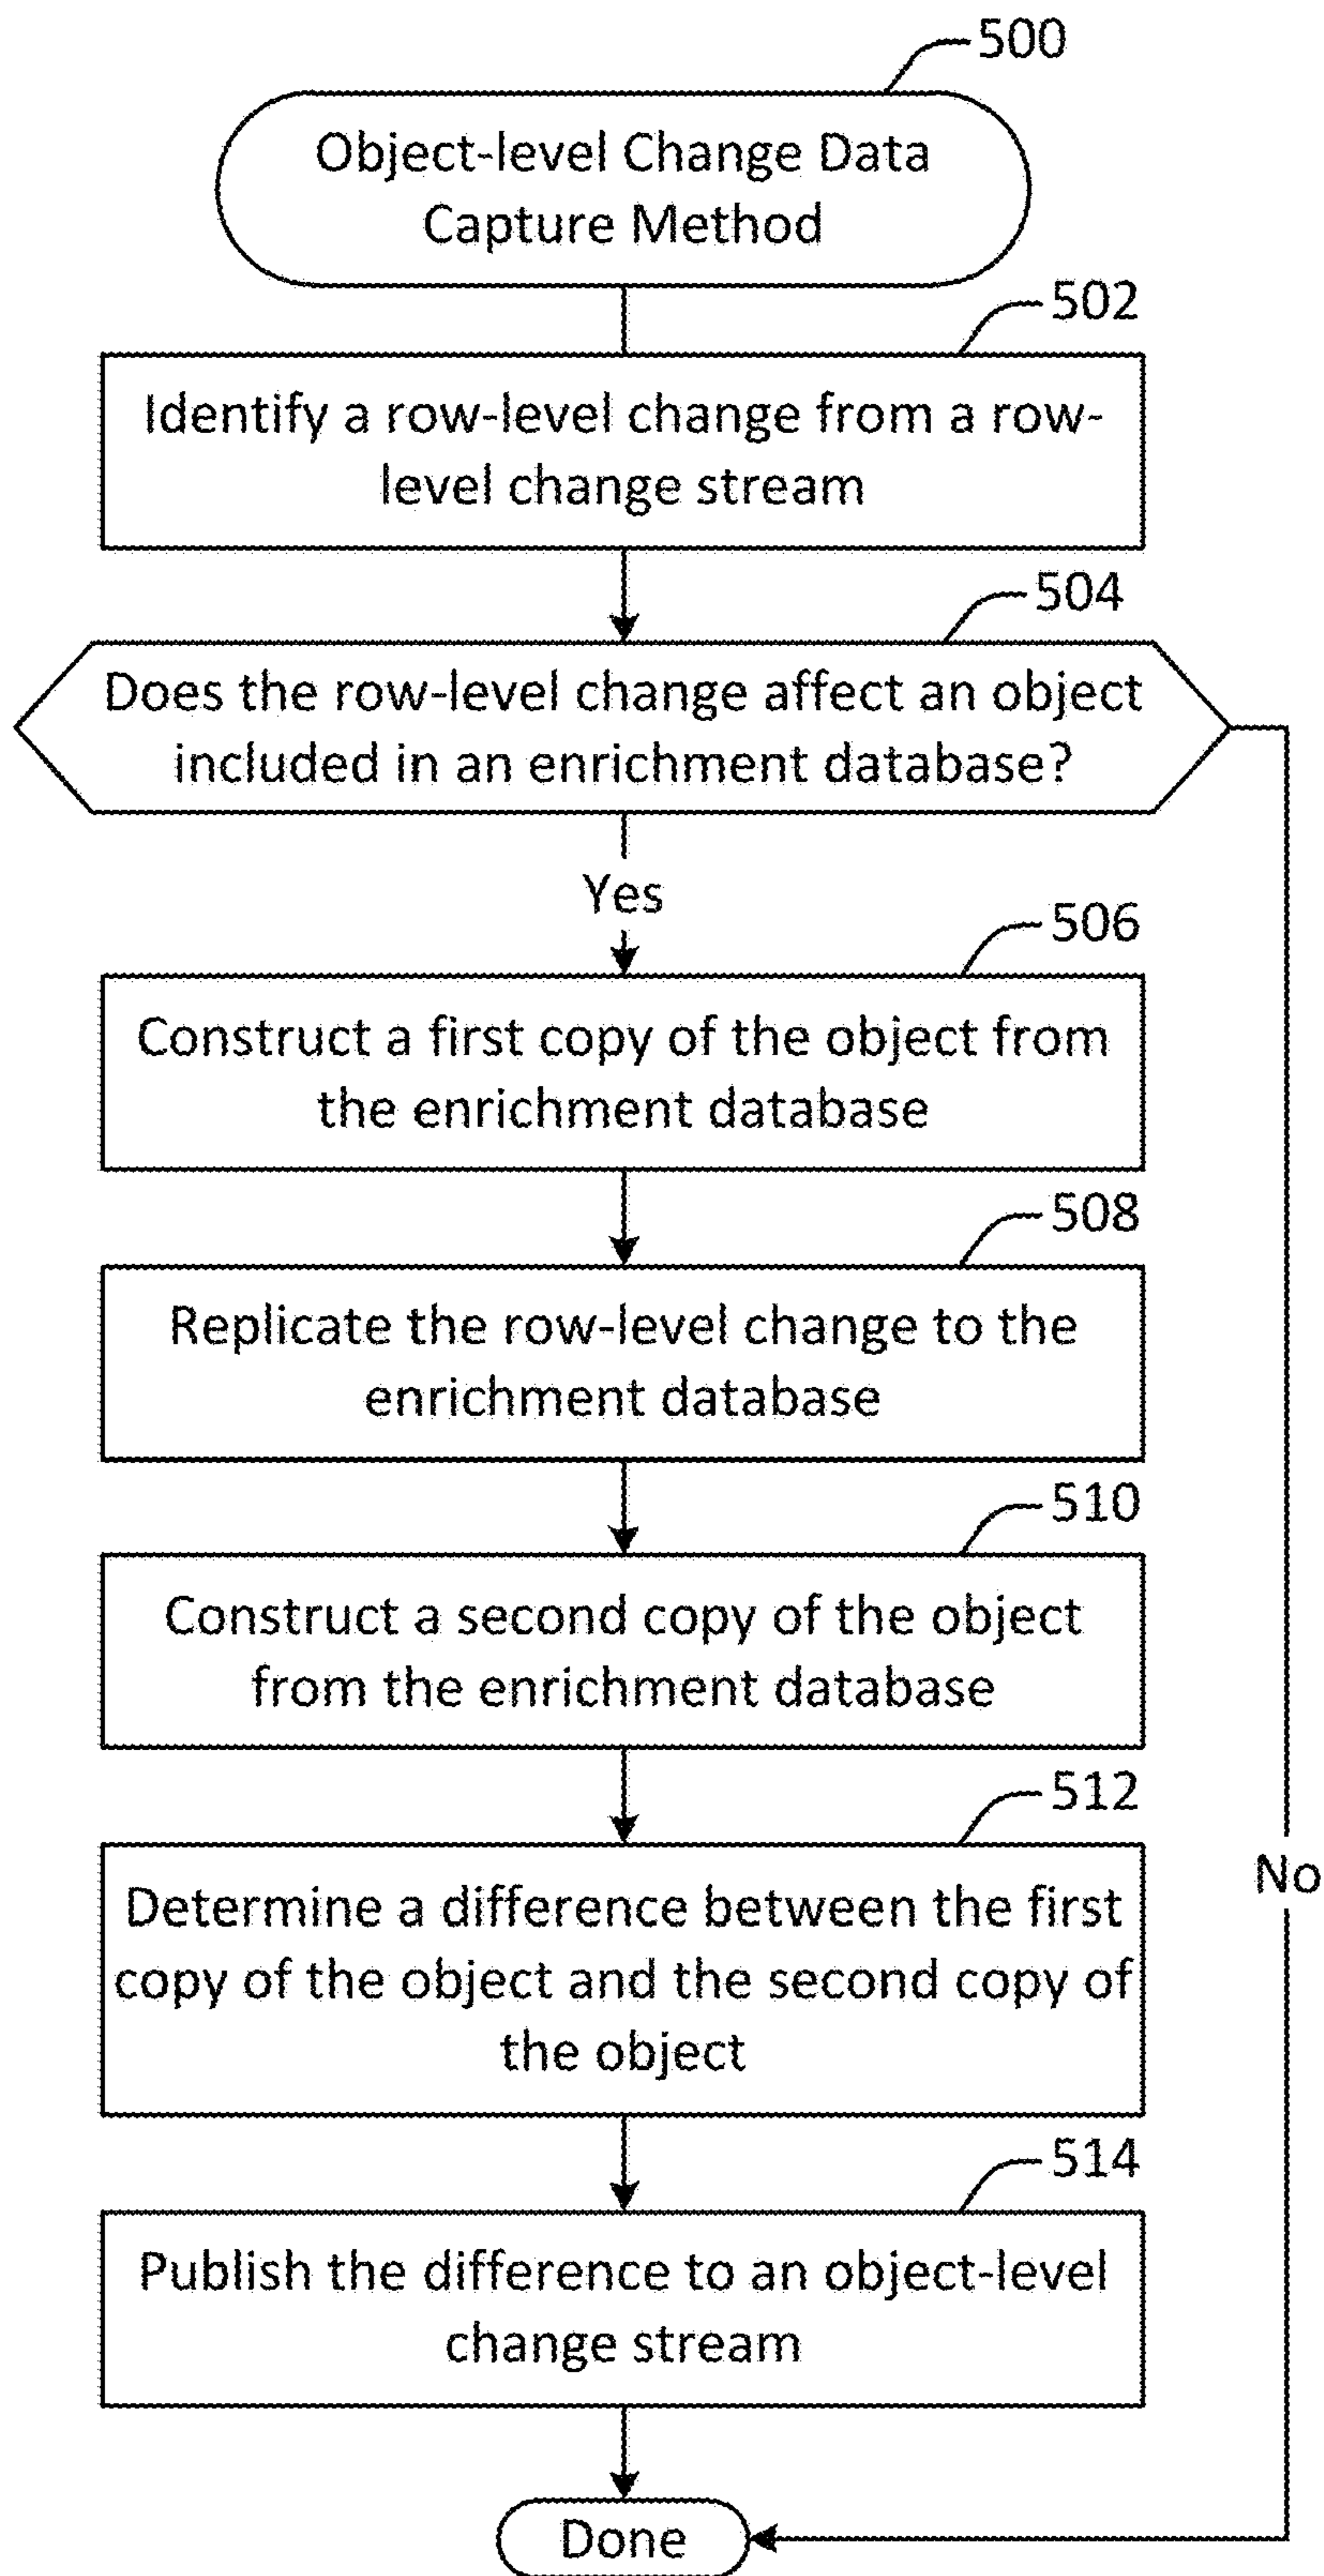 500
Object-level Change Data
Capture Method
502
Identify a row-level change from a row-
level change stream
504
Does the row-level change affect an object
included in an enrichment database?
Yes
506
Construct a first copy of the object from
the enrichment database
508
Replicate the row-level change to the
enrichment database
510
Construct a second copy of the object
from the enrichment database
512
Determine a difference between the first
copy of the object and the second copy of
the object
No
514
Publish the difference to an object-level
change stream
Done